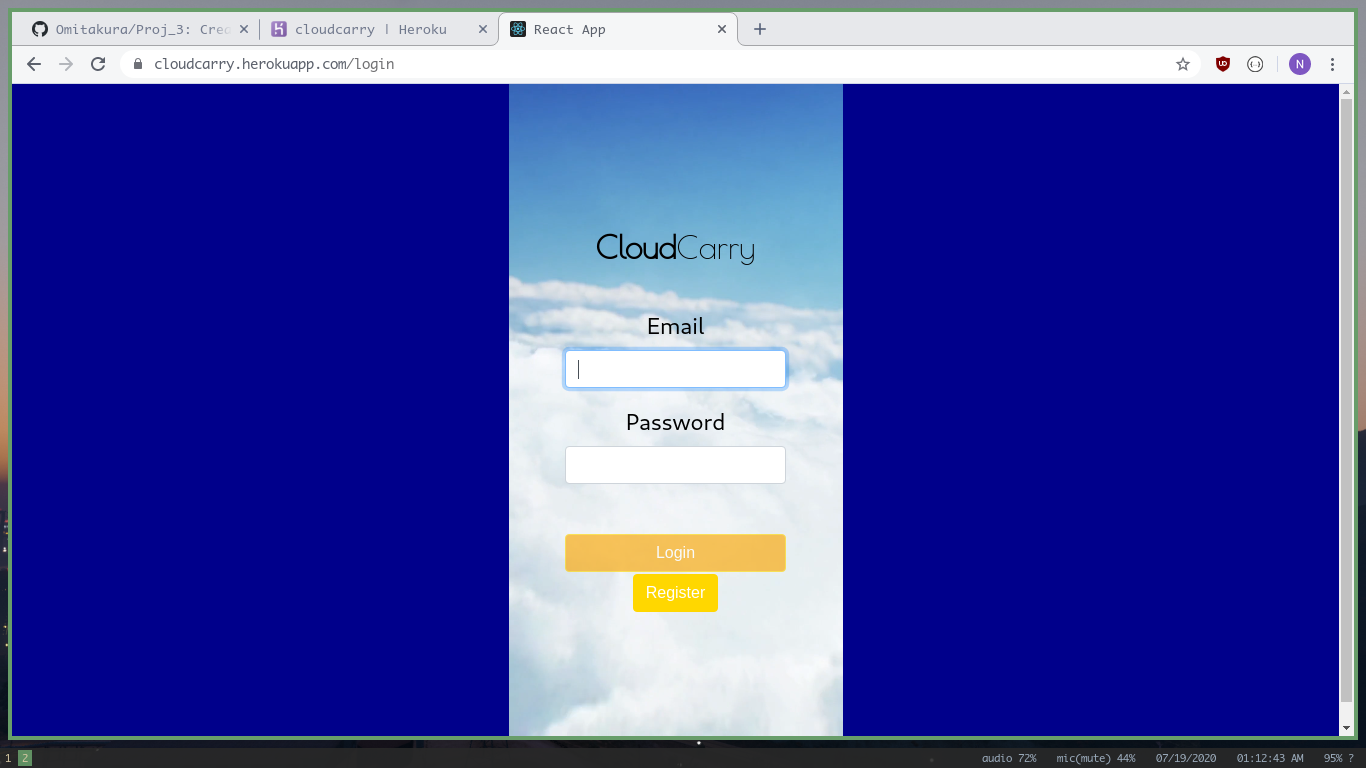 Omitakura/Proj_3: Crea
cloudcarry | Heroku
React App
cloudcarry.herokuapp.com/login
N
CloudCarry
Email
Password
Login
Register
1 2 audio 72% mic(mute) 44% 07/19/2020 01:12:43 AM 95% ?